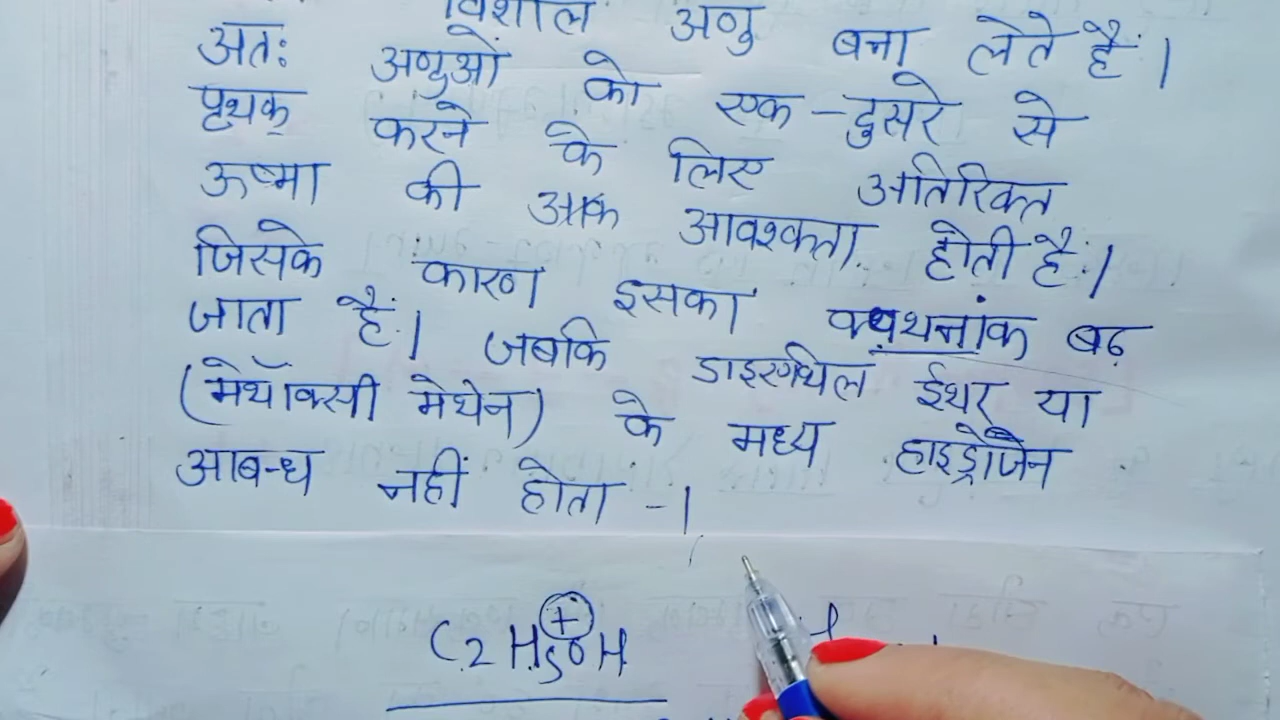 विशाल अणु बना लेते हैं।
अतः अणुओं को एक-दुसरे से
पृथक् करने के लिए अतिरिक्त
ऊष्मा की आवश्कता होती है।
जिसके कारण इसका क्वथनांक बढ़
जाता है। जबकि डाइएथिल ईथर या
(मेथॉक्सी मेथेन) के मध्य हाइड्रोजन
आबन्ध नहीं होता -।
C2H5OH
+